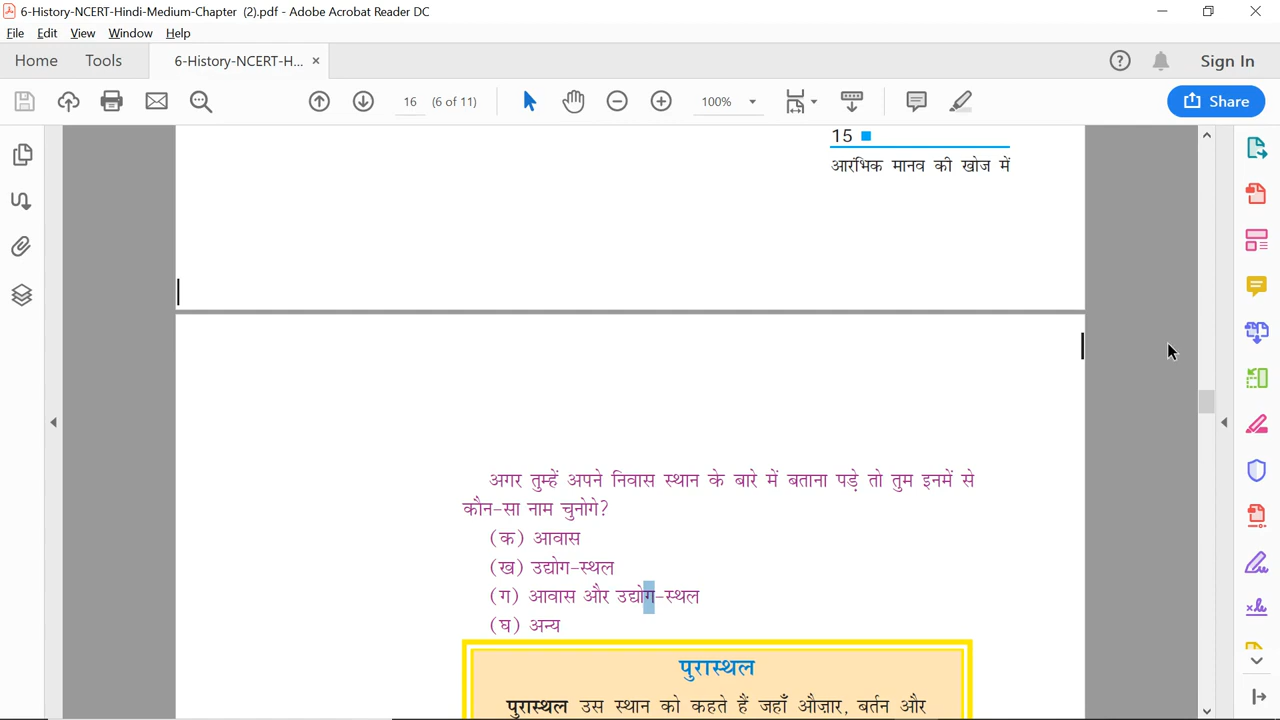 6-History-NCERT-Hindi-Medium-Chapter (2).pdf - Adobe Acrobat Reader DC
File Edit View Window Help
Home Tools 6-History-NCERT-H... × Sign In
16 (6 of 11) 100% Share
15
आरंभिक मानव की खोज में
अगर तुम्हें अपने निवास स्थान के बारे में बताना पड़े तो तुम इनमें से
कौन-सा नाम चुनोगे?
(क) आवास
(ख) उद्योग-स्थल
(ग) आवास और उद्योग-स्थल
(घ) अन्य
पुरास्थल
पुरास्थल उस स्थान को कहते हैं जहाँ औज़ार, बर्तन और